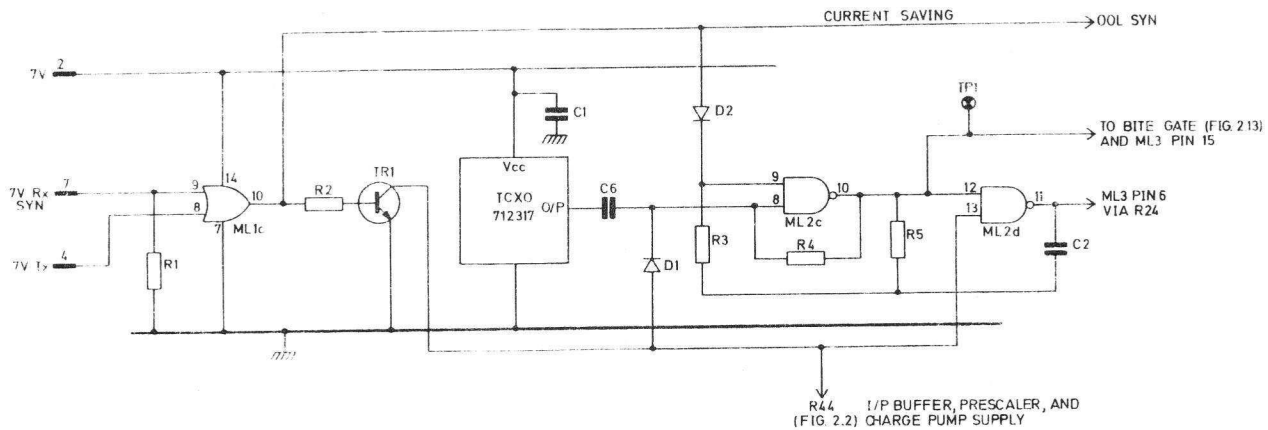 CURRENT SAVING
OOL SYN
7V 2
C1
TP1
D2
TO BITE GATE (FIG. 2.13)
AND ML3 PIN 15
Vcc
7V Rx 7
SYN
9
14
10
8
7
ML1c
R2
TR1
TCXO
712317
O/P
C6
9
10
8
ML2c
12
11
13
ML2d
ML3 PIN 6
VIA R24
7V Tx 4
R1
D1
R3
R4
R5
C2
R44 I/P BUFFER, PRESCALER, AND
(FIG. 2.2) CHARGE PUMP SUPPLY